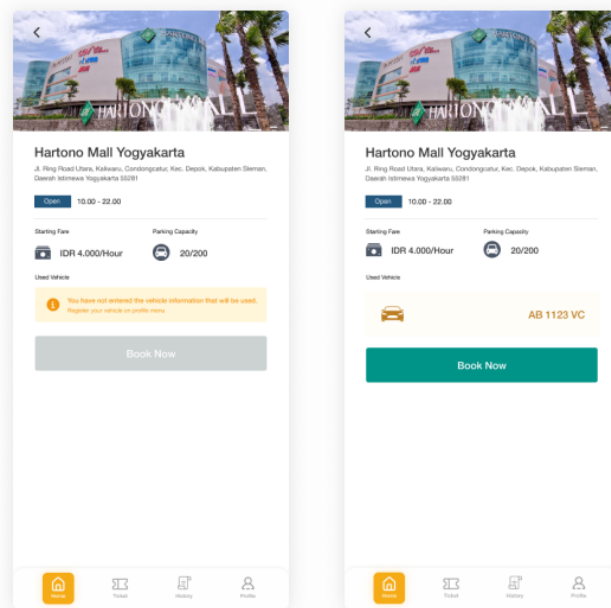 HARTONO MALL
Hartono Mall Yogyakarta
Jl. Ring Road Utara, Kaliwaru, Condongcatur, Kec. Depok, Kabupaten Sleman,
Daerah Istimewa Yogyakarta 55281
Open 10.00 - 22.00
Starting Fare Parking Capacity
IDR 4.000/Hour 20/200
Used Vehicle
You have not entered the vehicle information that will be used.
Register your vehicle on profile menu
Book Now
Home Ticket History Profile
HARTONO MALL
Hartono Mall Yogyakarta
Jl. Ring Road Utara, Kaliwaru, Condongcatur, Kec. Depok, Kabupaten Sleman,
Daerah Istimewa Yogyakarta 55281
Open 10.00 - 22.00
Starting Fare Parking Capacity
IDR 4.000/Hour 20/200
Used Vehicle
AB 1123 VC
Book Now
Home Ticket History Profile